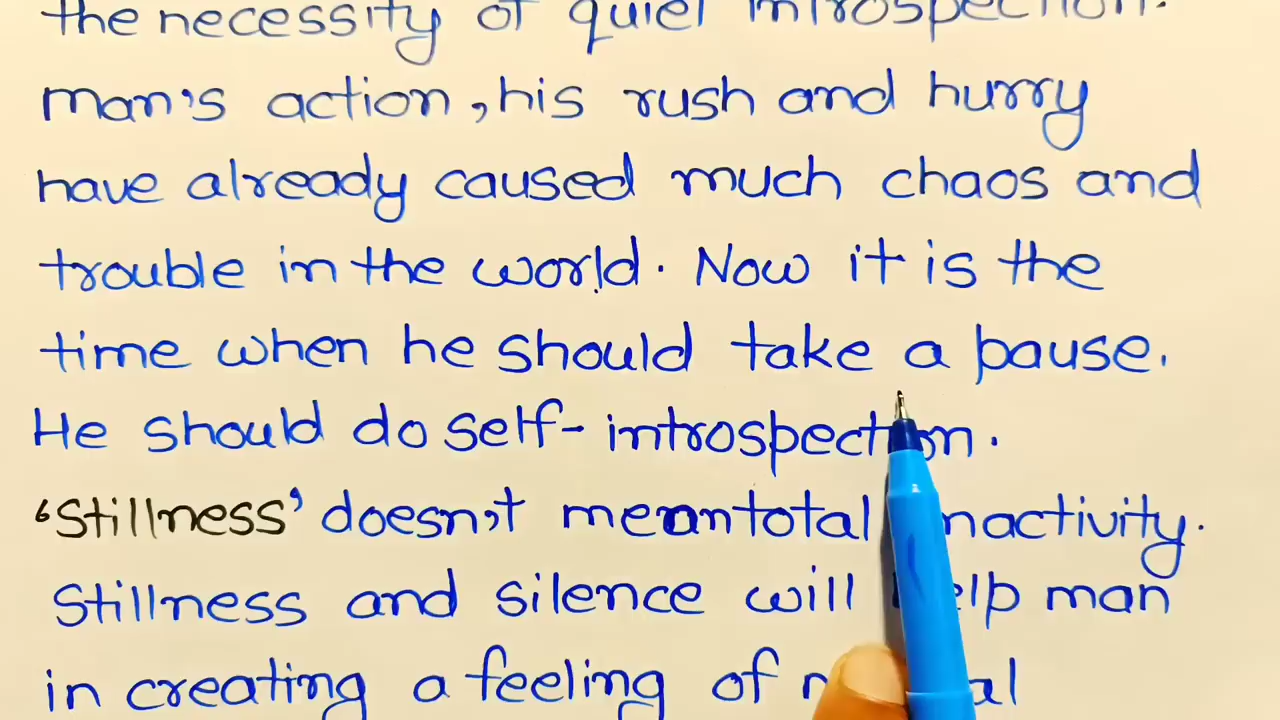 the necessity of quiet introspection.
Man's action, his rush and hurry
have already caused much chaos and
trouble in the world. Now it is the
time when he should take a pause.
He should do self-introspection.
'Stillness' doesn't mean total inactivity.
Stillness and silence will help man
in creating a feeling of